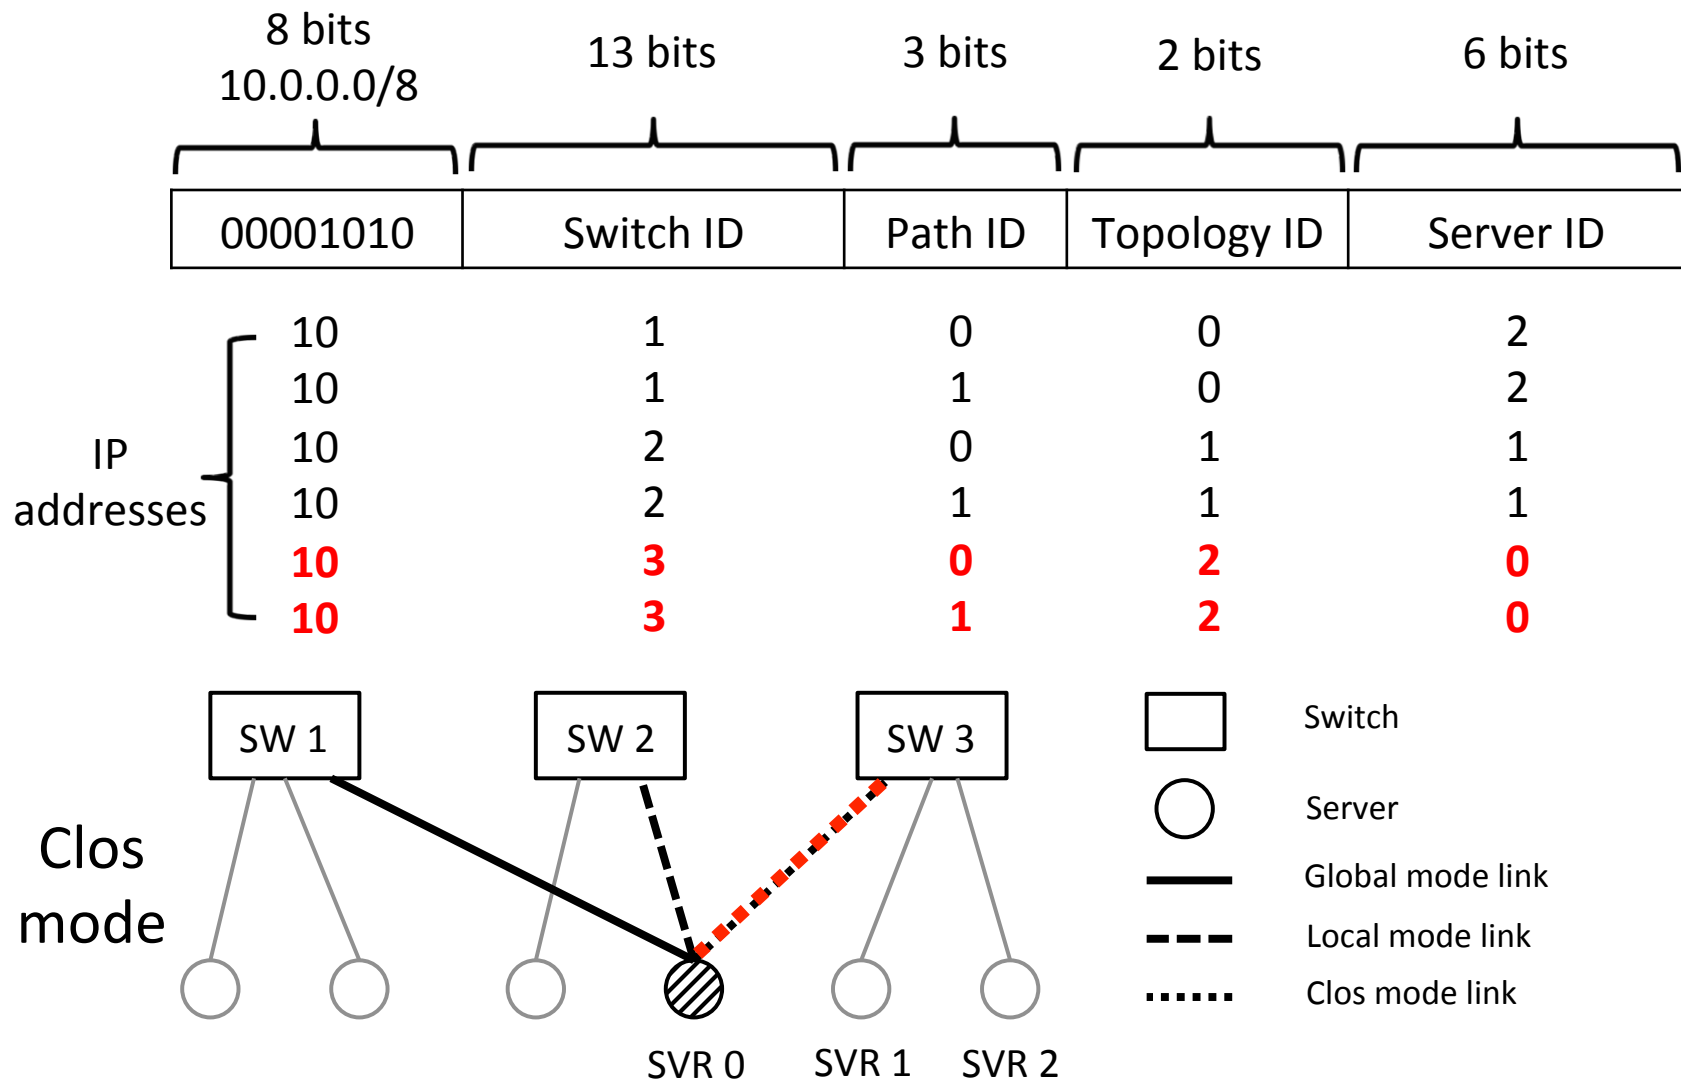 8 bits
10.0.0.0/8
13 bits
3 bits
2 bits
6 bits
00001010 Switch ID Path ID Topology ID Server ID
IP
addresses
10 1 0 0 2
10 1 1 0 2
10 2 0 1 1
10 2 1 1 1
10 3 0 2 0
10 3 1 2 0
SW 1
SW 2
SW 3
Switch
Server
Clos
mode
Global mode link
Local mode link
Clos mode link
SVR 0
SVR 1
SVR 2